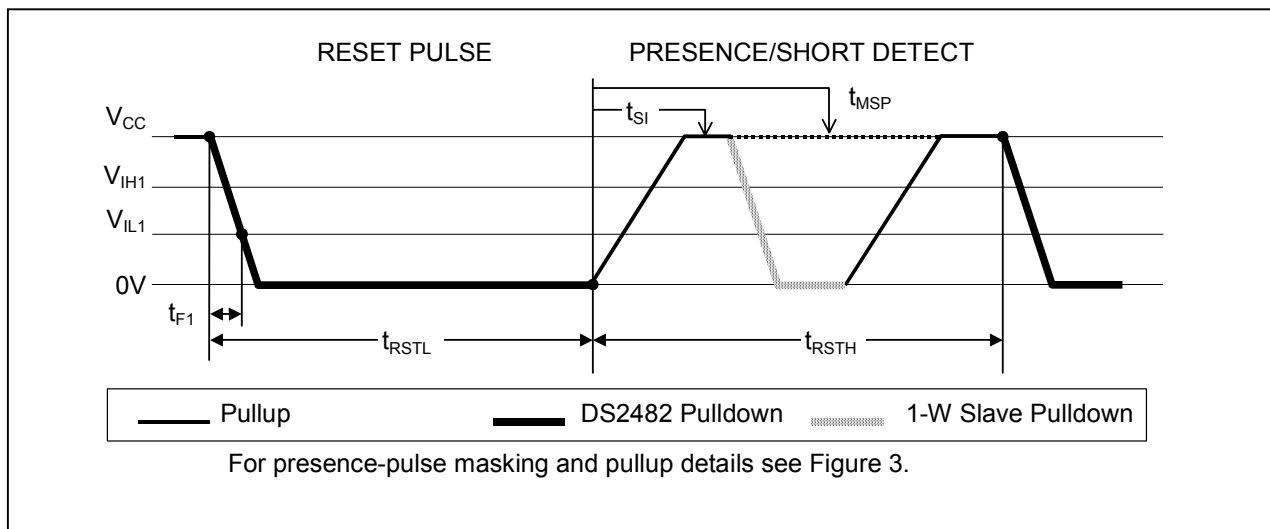 RESET PULSE PRESENCE/SHORT DETECT
tMSP
tSI
VCC
VIH1
VIL1
0V
tF1
tRSTL tRSTH
Pullup DS2482 Pulldown 1-W Slave Pulldown
For presence-pulse masking and pullup details see Figure 3.